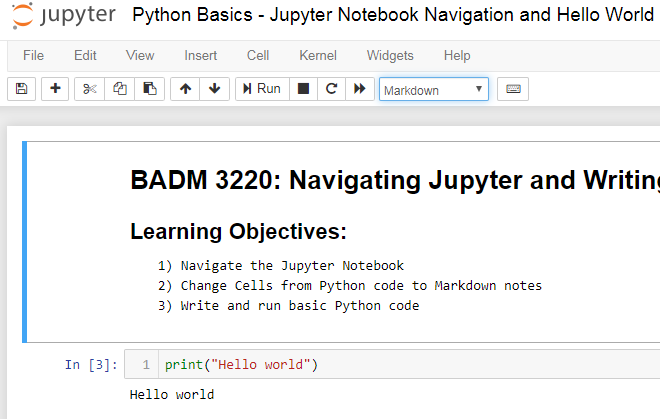 jupyter Python Basics - Jupyter Notebook Navigation and Hello World
File Edit View Insert Cell Kernel Widgets Help
Run Markdown
BADM 3220: Navigating Jupyter and Writing
Learning Objectives:
1) Navigate the Jupyter Notebook
2) Change Cells from Python code to Markdown notes
3) Write and run basic Python code
In [3]: 1 print("Hello world")
Hello world